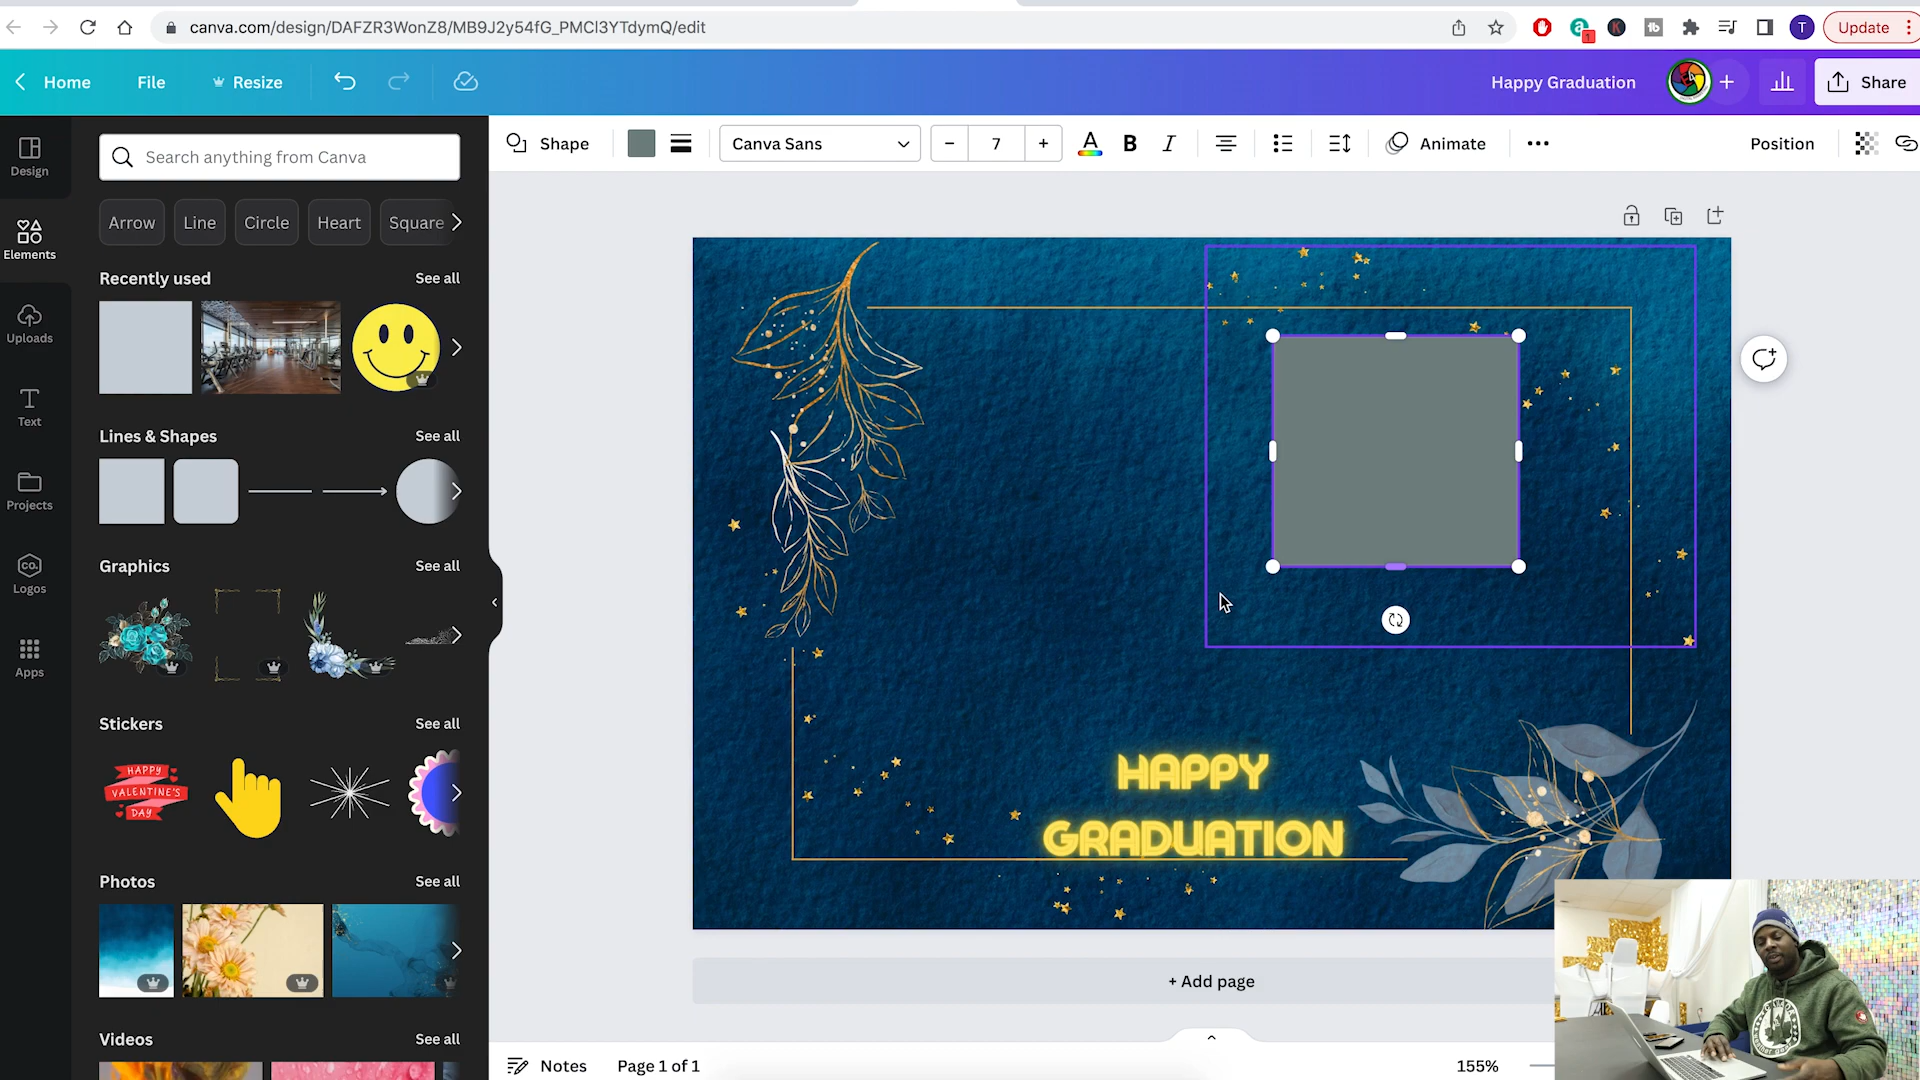 canva.com/design/DAFZR3WonZ8/MB9J2y54fG_PMCl3YTdymQ/edit
1
tb
K
T
Update
Home
File
Resize
Happy Graduation
Share
Design
Elements
Uploads
Text
Projects
CO.
Logos
Apps
Search anything from Canva
Arrow
Line
Circle
Heart
Square
Recently used
See all
Lines & Shapes
See all
Graphics
See all
Stickers
See all
HAPPY
VALENTINE'S
DAY
Photos
See all
Videos
See all
Shape
Canva Sans
– 7 +
A
B
I
Animate
Position
HAPPY
GRADUATION
+ Add page
Notes
Page 1 of 1
155%